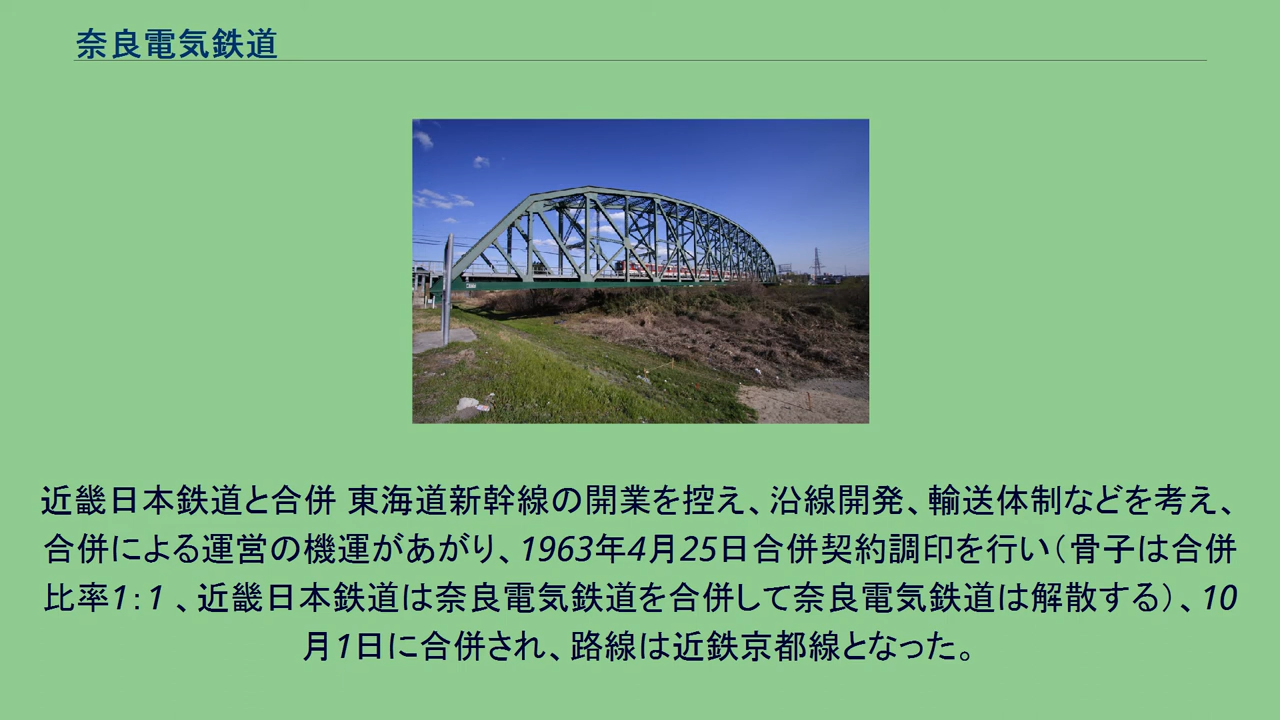 奈良電気鉄道
近畿日本鉄道と合併 東海道新幹線の開業を控え、沿線開発、輸送体制などを考え、
合併による運営の機運があがり、1963年4月25日合併契約調印を行い（骨子は合併
比率1：1 、近畿日本鉄道は奈良電気鉄道を合併して奈良電気鉄道は解散する）、10
月1日に合併され、路線は近鉄京都線となった。